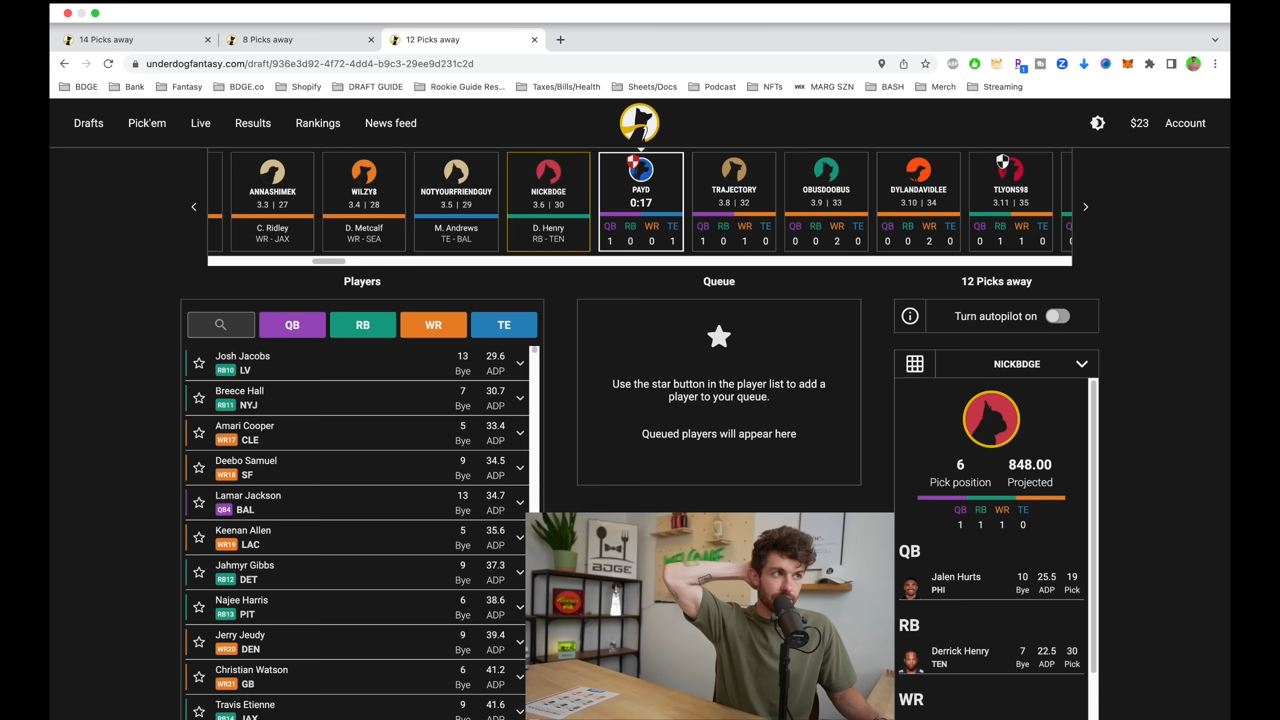 14 Picks away
8 Picks away
12 Picks away
underdogfantasy.com/draft/936e3d92-4f72-4dd4-b9c3-29ee9d231c2d
BDGE
Bank
Fantasy
BDGE.co
Shopify
DRAFT GUIDE
Rookie Guide Res...
Taxes/Bills/Health
Sheets/Docs
Podcast
NFTs
WIX MARG SZN
BASH
Merch
Streaming
Drafts
Pick'em
Live
Results
Rankings
News feed
$23
Account
ANNASHIMEK
3.3 | 27
C. Ridley
WR - JAX
WILZY8
3.4 | 28
D. Metcalf
WR - SEA
NOTYOURFRIENDGUY
3.5 | 29
M. Andrews
TE - BAL
NICKBDGE
3.6 | 30
D. Henry
RB - TEN
PAYD
0:17
QB RB WR TE
1 0 0 1
TRAJECTORY
3.8 | 32
QB RB WR TE
1 0 1 0
OBUSDOOBUS
3.9 | 33
QB RB WR TE
0 0 2 0
DYLANDAVIDLEE
3.10 | 34
QB RB WR TE
0 0 2 0
TLYONS98
3.11 | 35
QB RB WR TE
0 1 1 0
Players
QB
RB
WR
TE
Josh Jacobs 13 29.6
RB10 LV Bye ADP
Breece Hall 7 30.7
RB11 NYJ Bye ADP
Amari Cooper 5 33.4
WR17 CLE Bye ADP
Deebo Samuel 9 34.5
WR18 SF Bye ADP
Lamar Jackson 13 34.7
QB4 BAL Bye ADP
Keenan Allen 5 35.6
WR19 LAC Bye ADP
Jahmyr Gibbs 9 37.3
RB12 DET Bye ADP
Najee Harris 6 38.6
RB13 PIT Bye ADP
Jerry Jeudy 9 39.4
WR20 DEN Bye ADP
Christian Watson 6 41.2
WR21 GB Bye ADP
Travis Etienne 9 41.6
RB14 JAX Bye ADP
Queue
Use the star button in the player list to add a
player to your queue.
Queued players will appear here
12 Picks away
Turn autopilot on
NICKBDGE
6 848.00
Pick position Projected
QB RB WR TE
1 1 1 0
QB
Jalen Hurts 10 25.5 19
PHI Bye ADP Pick
RB
Derrick Henry 7 22.5 30
TEN Bye ADP Pick
WR
BDGE